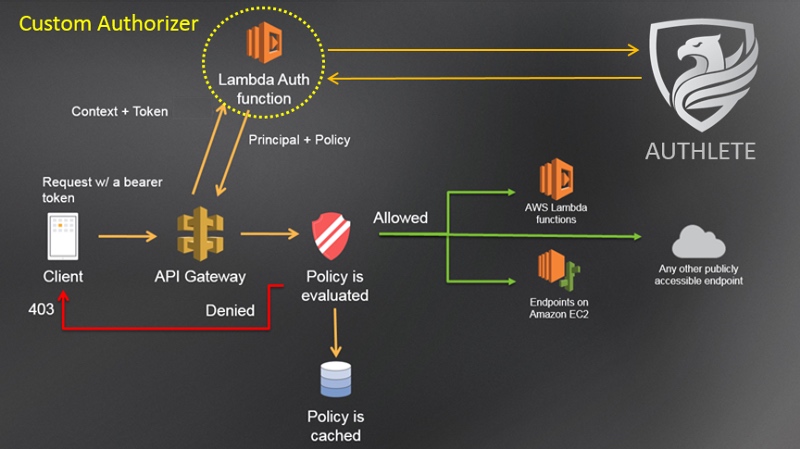 Custom Authorizer
Lambda Auth
function
AUTHLETE
Context + Token
Principal + Policy
Request w/ a bearer
token
Client
API Gateway
Policy is
evaluated
Allowed
AWS Lambda
functions
Any other publicly
accessible endpoint
Endpoints on
Amazon EC2
403
Denied
Policy is
cached